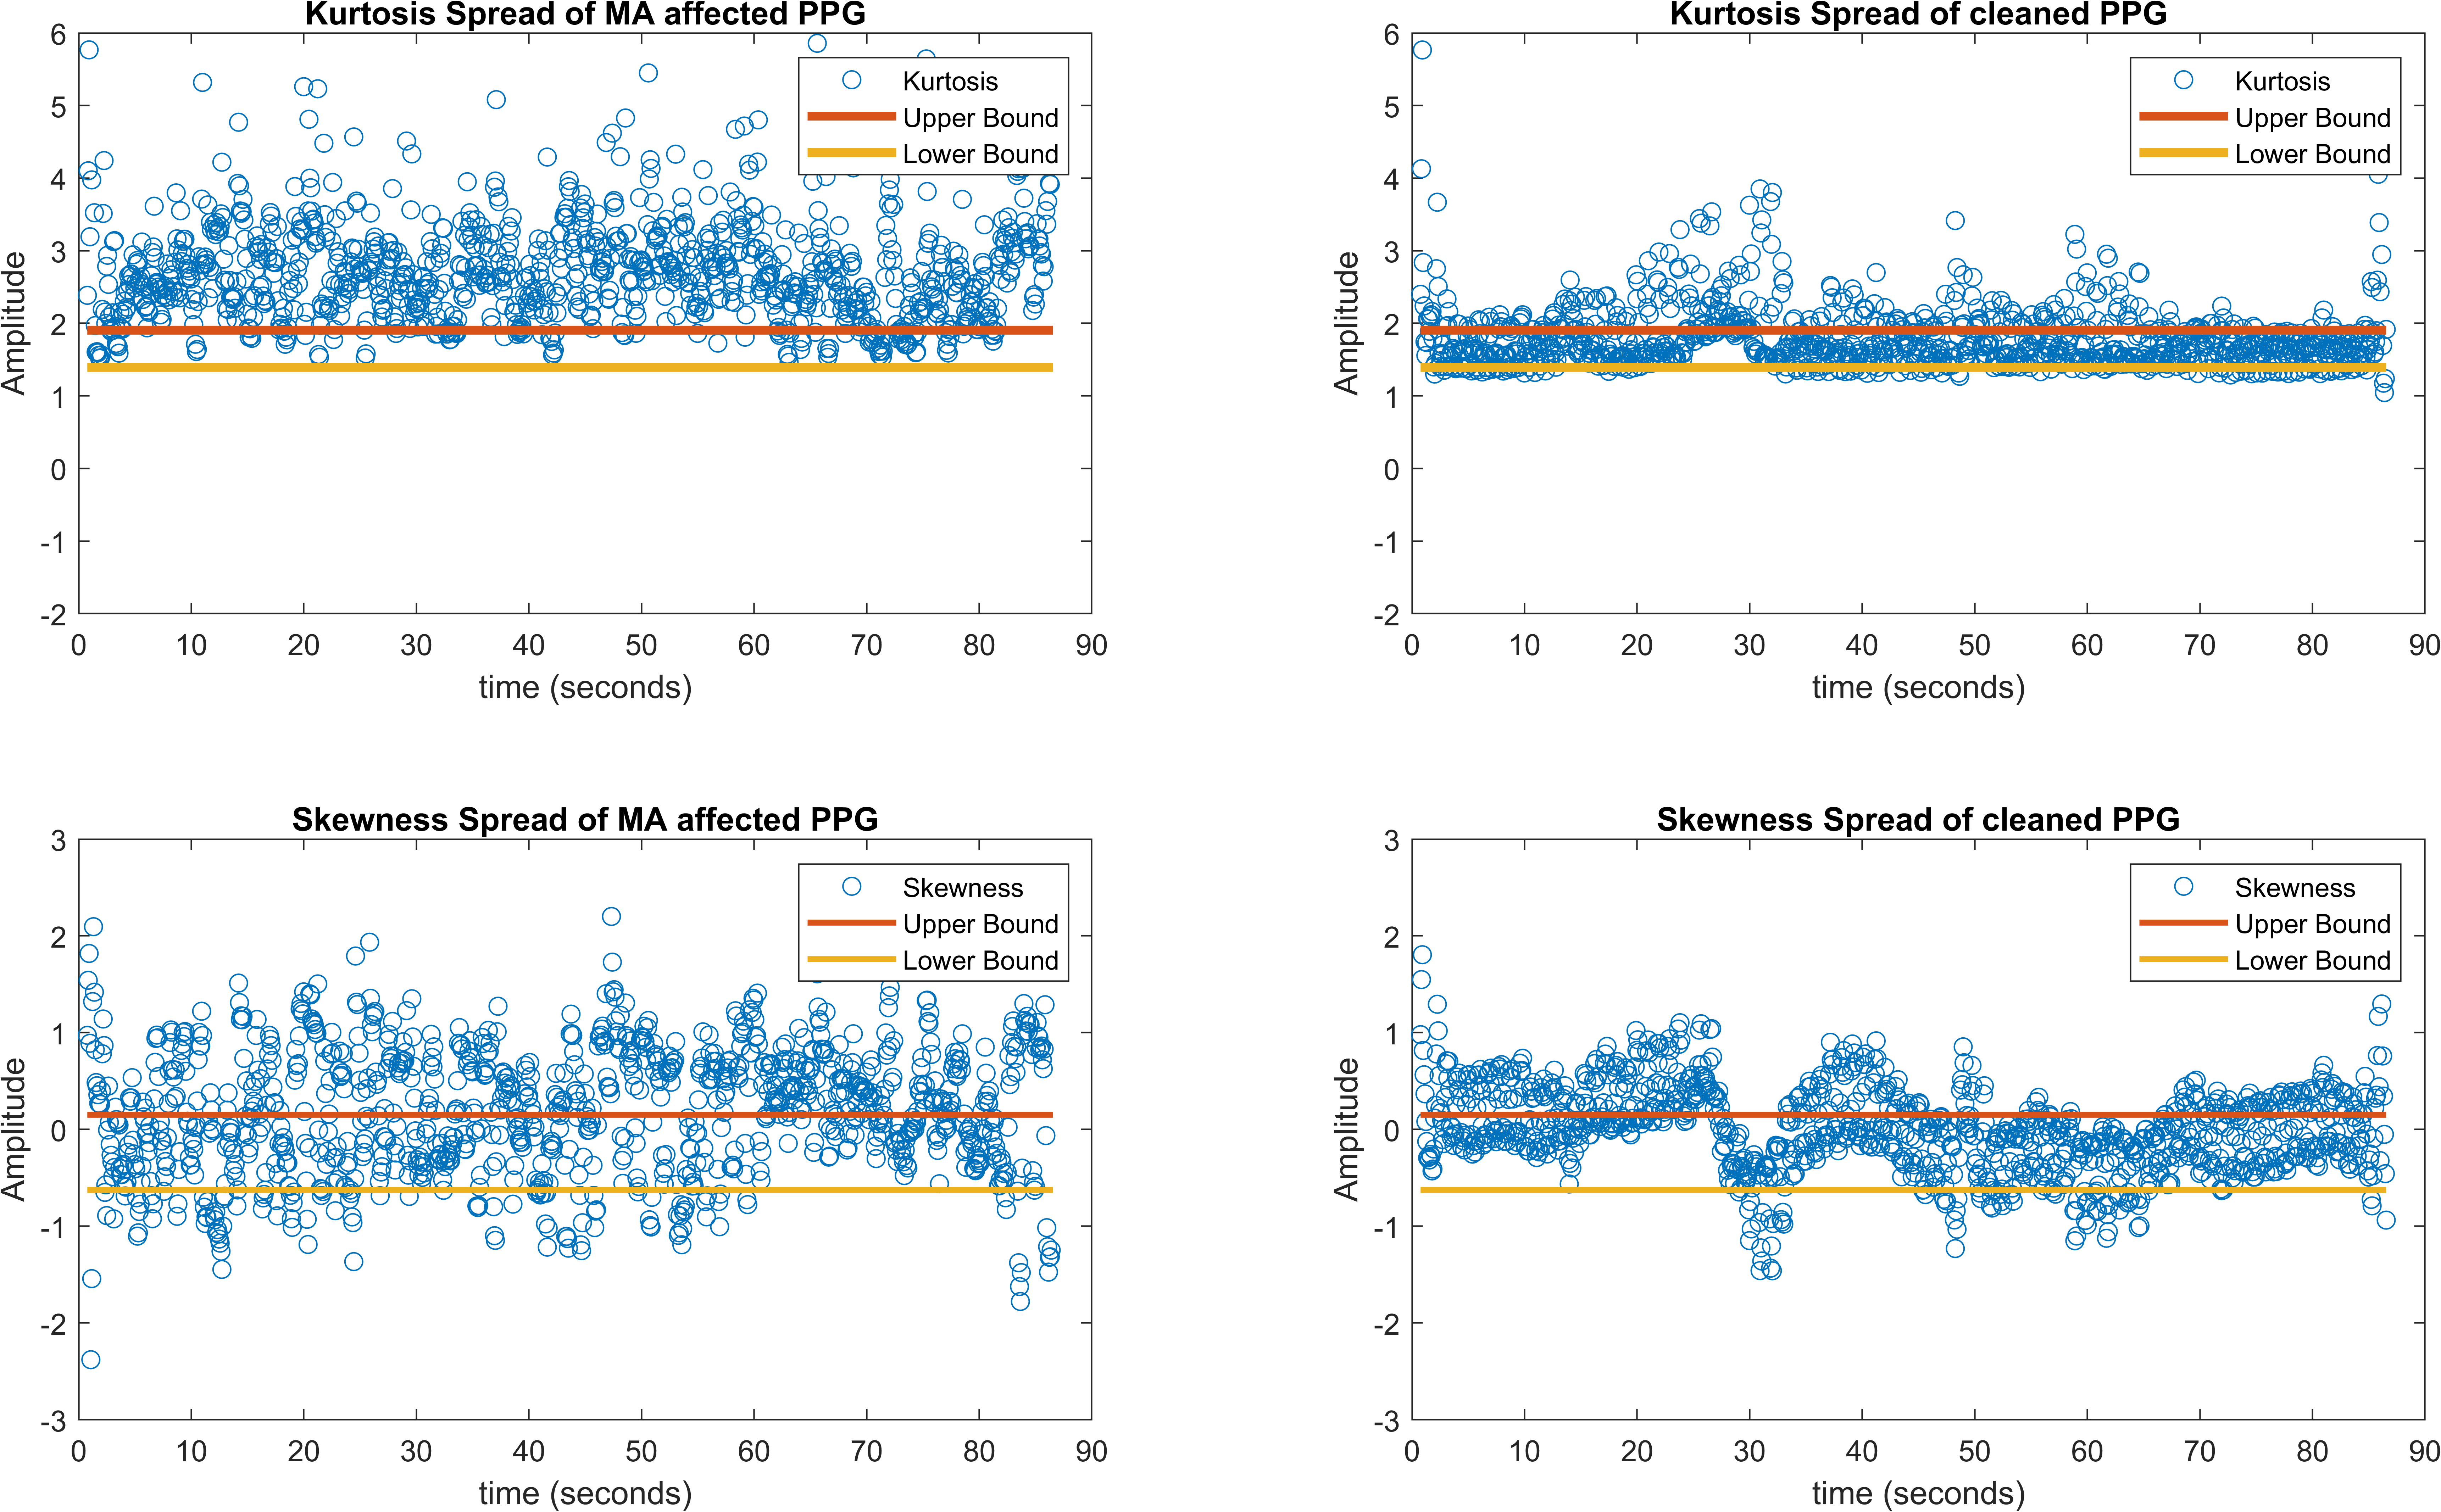 Kurtosis Spread of MA affected PPG
6
5
4
3
2
1
0
-1
-2
Amplitude
Kurtosis
Upper Bound
Lower Bound
0 10 20 30 40 50 60 70 80 90
time (seconds)
Kurtosis Spread of cleaned PPG
6
5
4
3
2
1
0
-1
-2
Amplitude
Kurtosis
Upper Bound
Lower Bound
0 10 20 30 40 50 60 70 80 90
time (seconds)
Skewness Spread of MA affected PPG
3
2
1
0
-1
-2
-3
Amplitude
Skewness
Upper Bound
Lower Bound
0 10 20 30 40 50 60 70 80 90
time (seconds)
Skewness Spread of cleaned PPG
3
2
1
0
-1
-2
-3
Amplitude
Skewness
Upper Bound
Lower Bound
0 10 20 30 40 50 60 70 80 90
time (seconds)